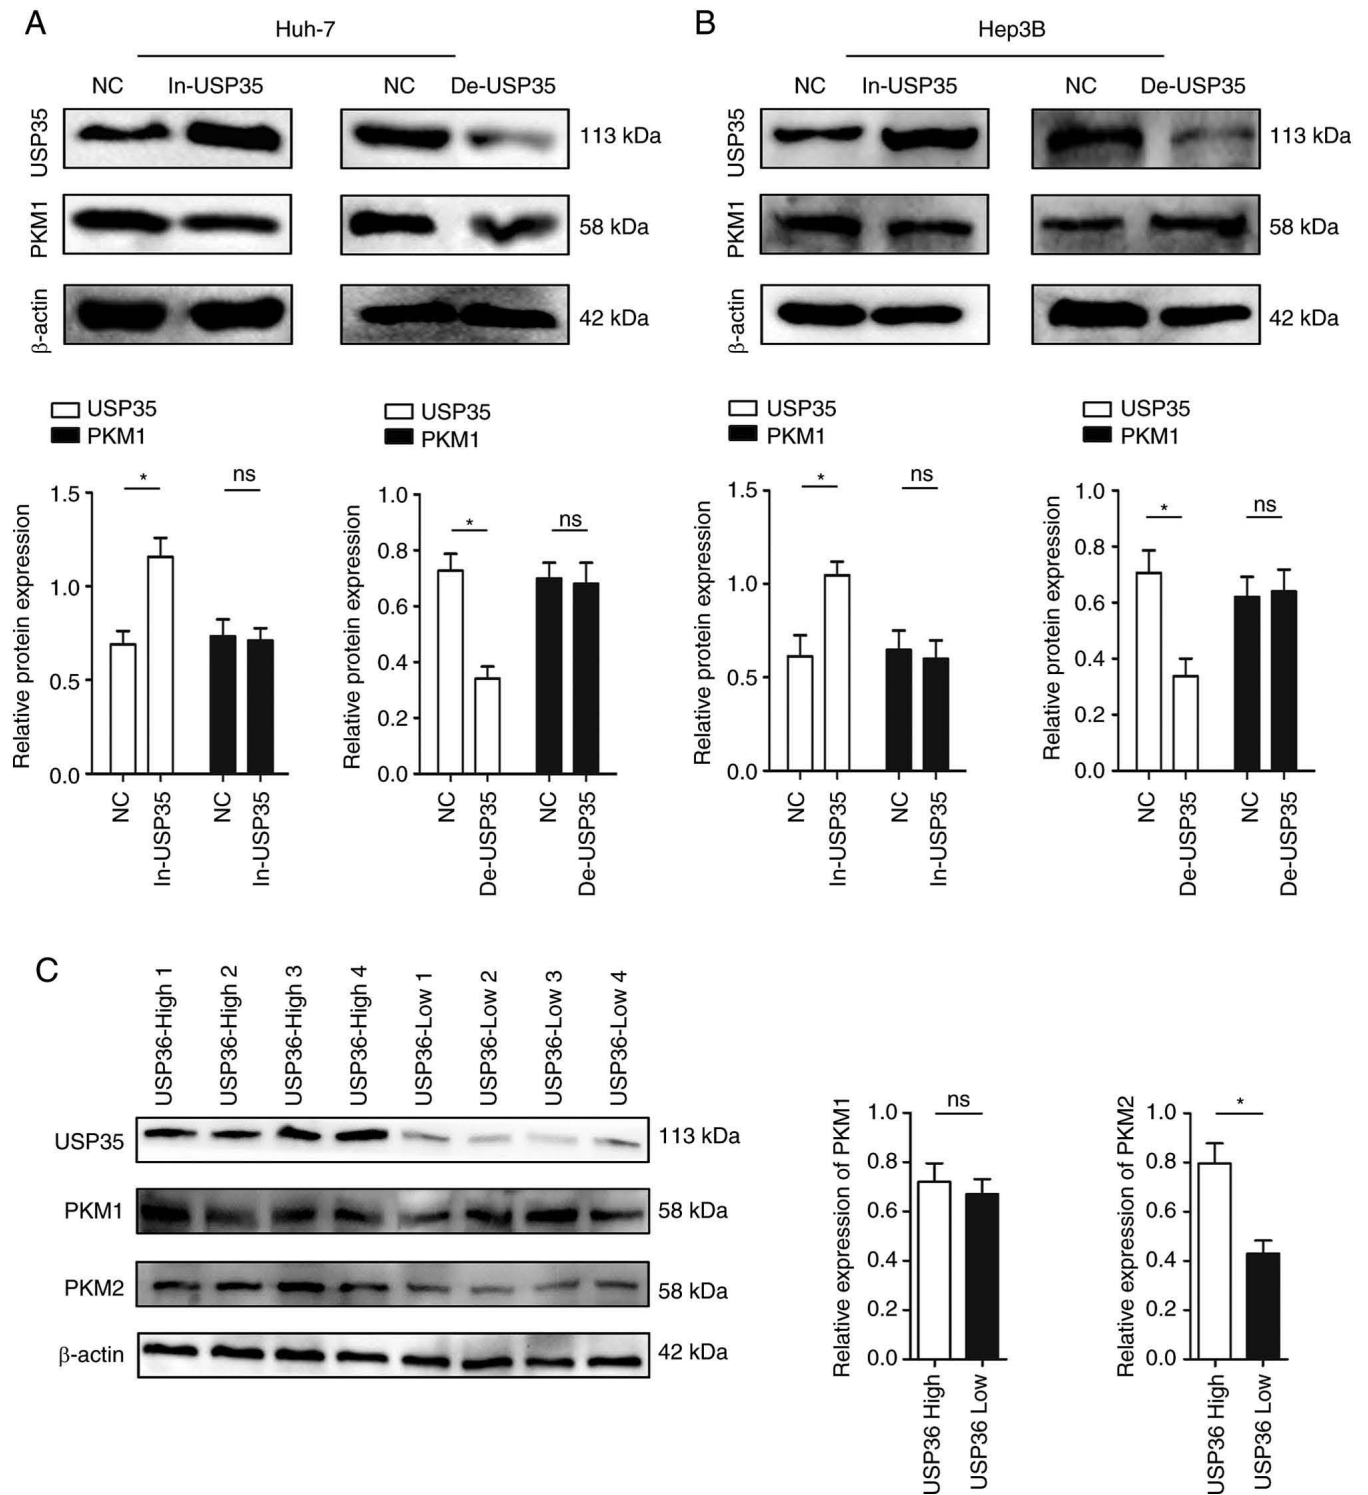 A
Huh-7
NC In-USP35 NC De-USP35
USP35 113 kDa
PKM1 58 kDa
β-actin 42 kDa
USP35
PKM1
USP35
PKM1
Relative protein expression
1.5
1.0
0.5
0.0
* ns
NC In-USP35 NC In-USP35
Relative protein expression
1.0
0.8
0.6
0.4
0.2
0.0
* ns
NC De-USP35 NC De-USP35
B
Hep3B
NC In-USP35 NC De-USP35
USP35 113 kDa
PKM1 58 kDa
β-actin 42 kDa
USP35
PKM1
USP35
PKM1
Relative protein expression
1.5
1.0
0.5
0.0
* ns
NC In-USP35 NC In-USP35
Relative protein expression
1.0
0.8
0.6
0.4
0.2
0.0
* ns
NC De-USP35 NC De-USP35
C
USP36-High 1
USP36-High 2
USP36-High 3
USP36-High 4
USP36-Low 1
USP36-Low 2
USP36-Low 3
USP36-Low 4
USP35 113 kDa
PKM1 58 kDa
PKM2 58 kDa
β-actin 42 kDa
Relative expression of PKM1
1.0
0.8
0.6
0.4
0.2
0.0
ns
USP36 High
USP36 Low
Relative expression of PKM2
1.0
0.8
0.6
0.4
0.2
0.0
*
USP36 High
USP36 Low